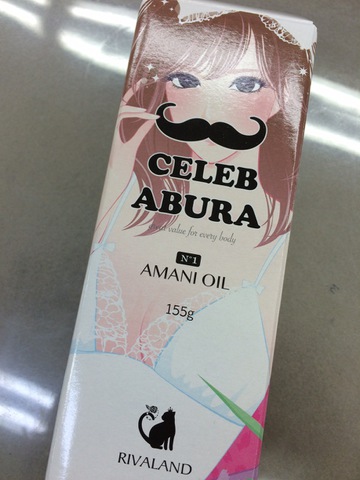 CELEB
ABURA
value for every body
N°1
AMANI OIL
155g
RIVALAND